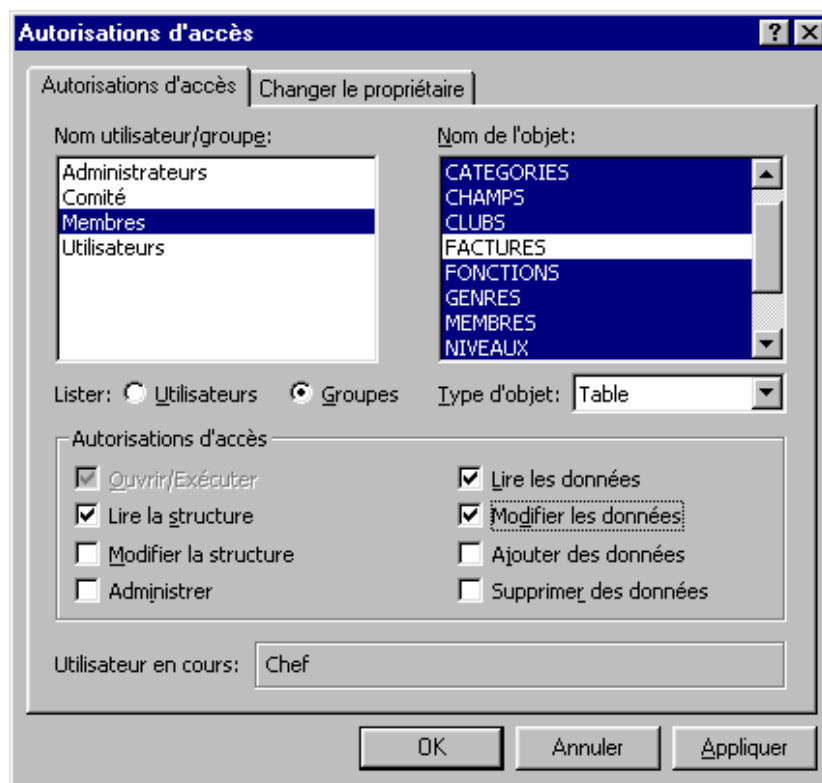 Autorisations d'accès
Autorisations d'accès
Changer le propriétaire
Nom utilisateur/groupe:
Administrateurs
Comité
Membres
Utilisateurs
Nom de l'objet:
CATEGORIES
CHAMPS
CLUBS
FACTURES
FONCTIONS
GENRES
MEMBRES
NIVEAUX
Lister: Utilisateurs Groupes
Type d'objet: Table
Autorisations d'accès
Ouvrir/Exécuter
Lire la structure
Modifier la structure
Administrer
Lire les données
Modifier les données
Ajouter des données
Supprimer des données
Utilisateur en cours: Chef
OK Annuler Appliquer